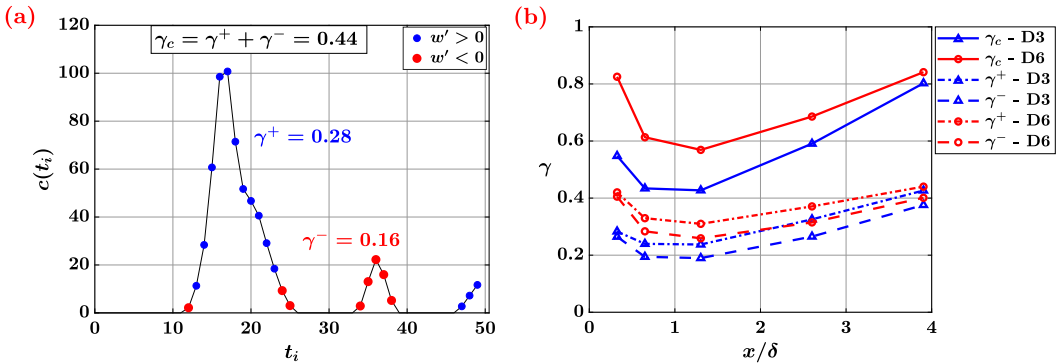 (a)
γc = γ+ + γ− = 0.44
w′ > 0
w′ < 0
γ+ = 0.28
γ− = 0.16
120
100
80
60
40
20
0
c(ti)
0
10
20
30
40
50
ti
(b)
γc - D3
γc - D6
γ+ - D3
γ− - D3
γ+ - D6
γ− - D6
1
0.8
0.6
0.4
0.2
0
γ
0
1
2
3
4
x/δ